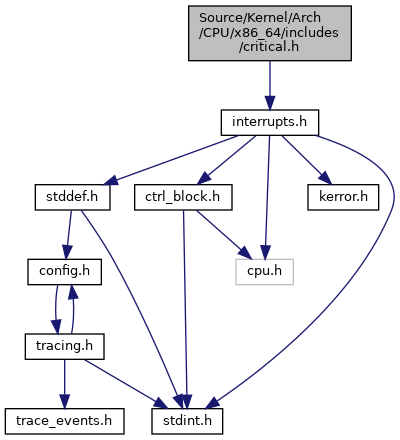 Source/Kernel/Arch
/CPU/x86_64/includes
/critical.h
interrupts.h
stddef.h
ctrl_block.h
kerror.h
config.h
cpu.h
tracing.h
trace_events.h
stdint.h